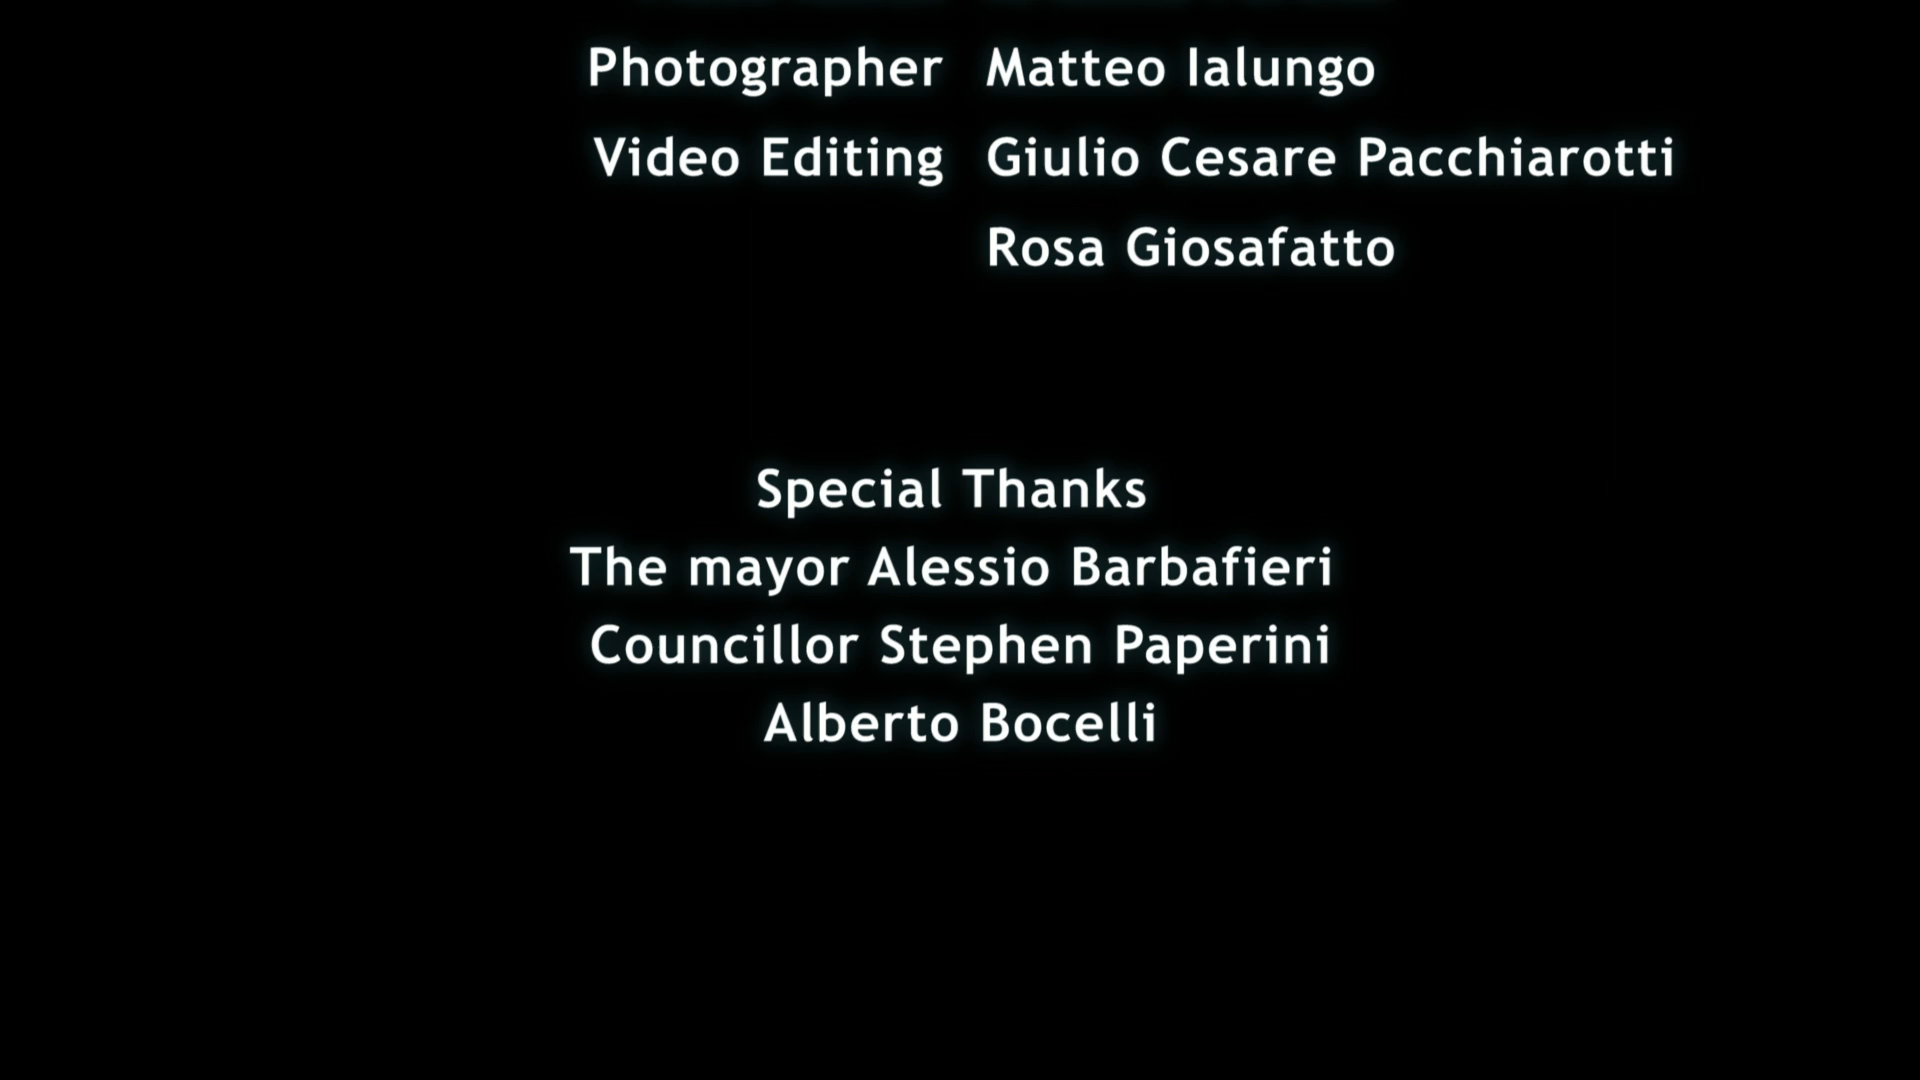 Photographer Matteo Ialungo
Video Editing Giulio Cesare Pacchiarotti
Rosa Giosafatto
Special Thanks
The mayor Alessio Barbafieri
Councillor Stephen Paperini
Alberto Bocelli